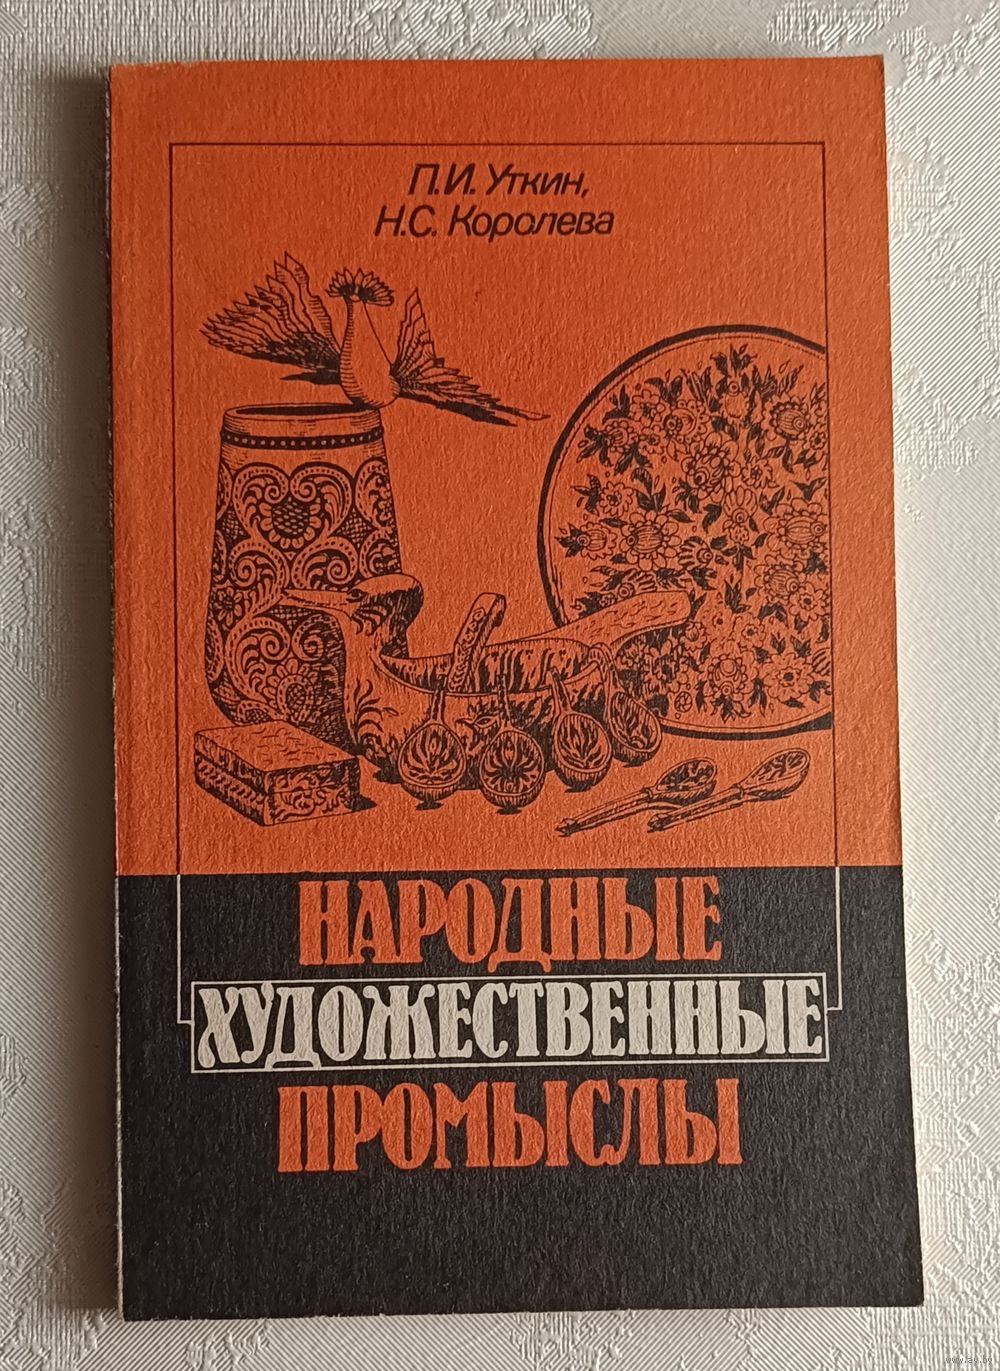 П.И. Уткин,
Н.С. Королева
НАРОДНЫЕ
ХУДОЖЕСТВЕННЫЕ
ПРОМЫСЛЫ